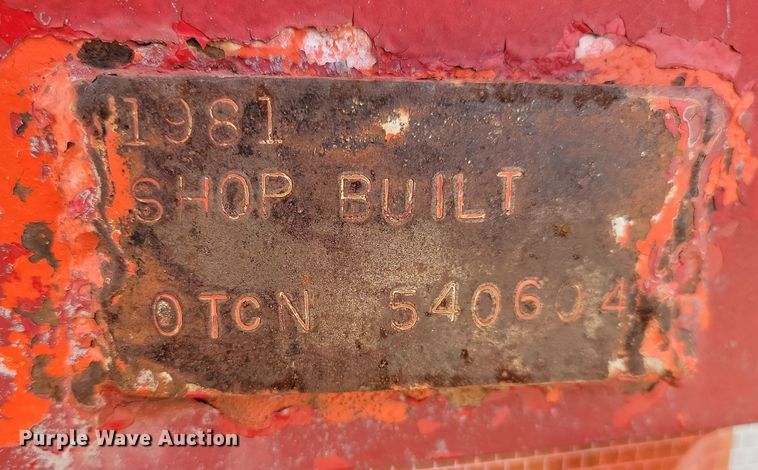 1981
SHOP BUILT
OTCN 540604
Purple Wave Auction